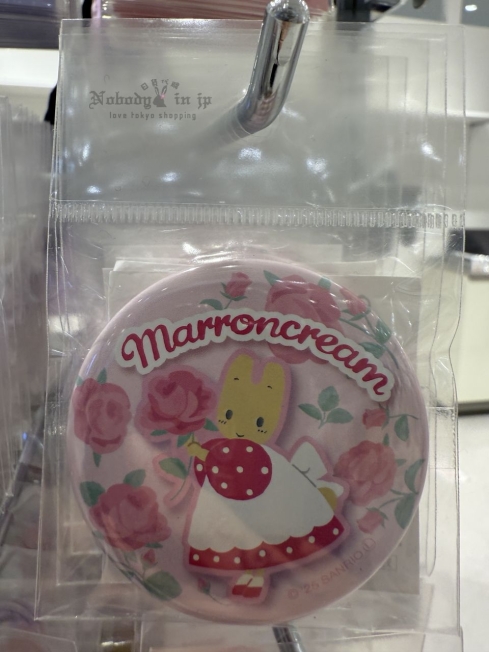 Nobody in jp
love tokyo shopping
Marroncream